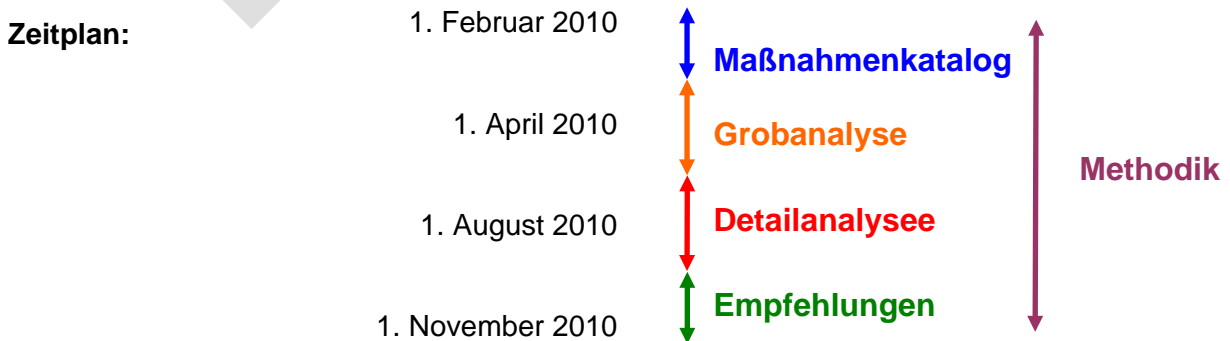 Zeitplan:
1. Februar 2010
Maßnahmenkatalog
1. April 2010
Grobanalyse
Methodik
1. August 2010
Detailanalysee
Empfehlungen
1. November 2010